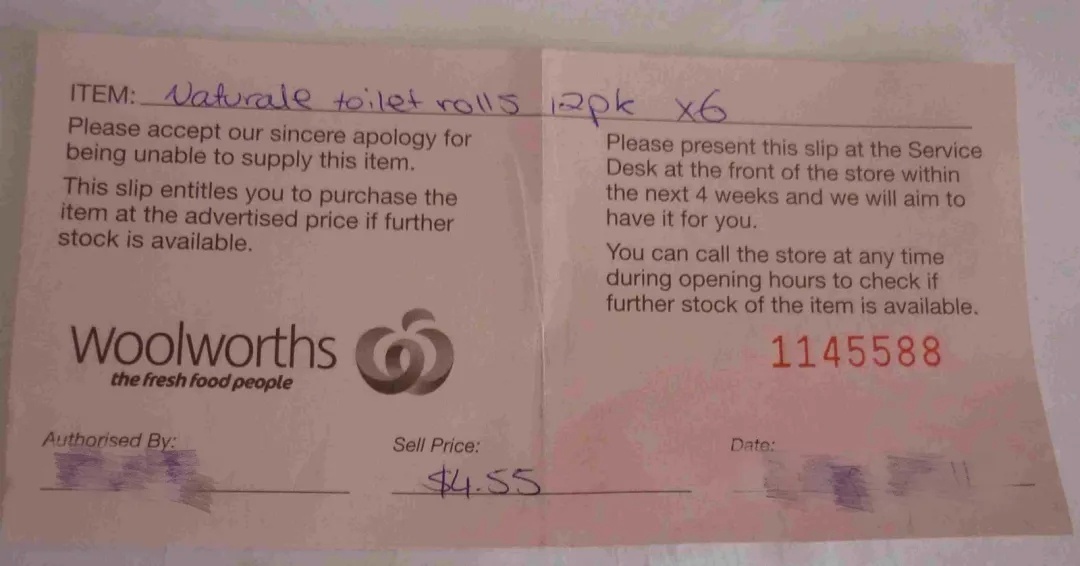 ITEM: Naturale toilet rolls 12pk x6
Please accept our sincere apology for
being unable to supply this item.
This slip entitles you to purchase the
item at the advertised price if further
stock is available.
Please present this slip at the Service
Desk at the front of the store within
the next 4 weeks and we will aim to
have it for you.
You can call the store at any time
during opening hours to check if
further stock of the item is available.
1145588
Woolworths
the fresh food people
Authorised By:
Sell Price:
$4.55
Date: